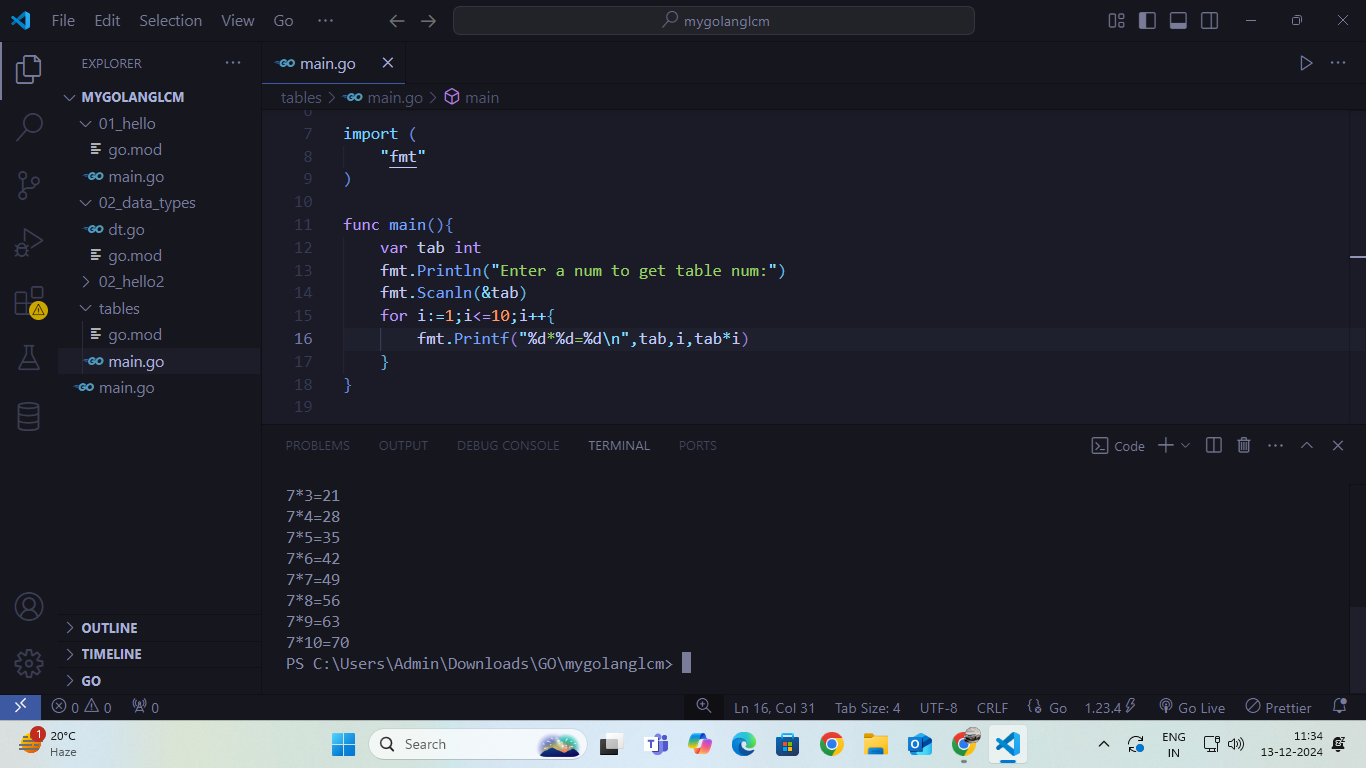 File Edit Selection View Go ··· mygolanglcm
EXPLORER ···
MYGOLANGLCM
01_hello
go.mod
main.go
02_data_types
dt.go
go.mod
02_hello2
tables
go.mod
main.go
main.go
OUTLINE
TIMELINE
GO
main.go
tables > main.go > main
6
7 import (
8 "fmt"
9 )
10
11 func main(){
12 var tab int
13 fmt.Println("Enter a num to get table num:")
14 fmt.Scanln(&tab)
15 for i:=1;i<=10;i++{
16 fmt.Printf("%d*%d=%d\n",tab,i,tab*i)
17 }
18 }
19
PROBLEMS OUTPUT DEBUG CONSOLE TERMINAL PORTS Code
7*3=21
7*4=28
7*5=35
7*6=42
7*7=49
7*8=56
7*9=63
7*10=70
PS C:\Users\Admin\Downloads\GO\mygolanglcm>
0 0 0 Ln 16, Col 31 Tab Size: 4 UTF-8 CRLF {} Go 1.23.4 Go Live Prettier
1 20°C Search ENG 11:34
Haze IN 13-12-2024